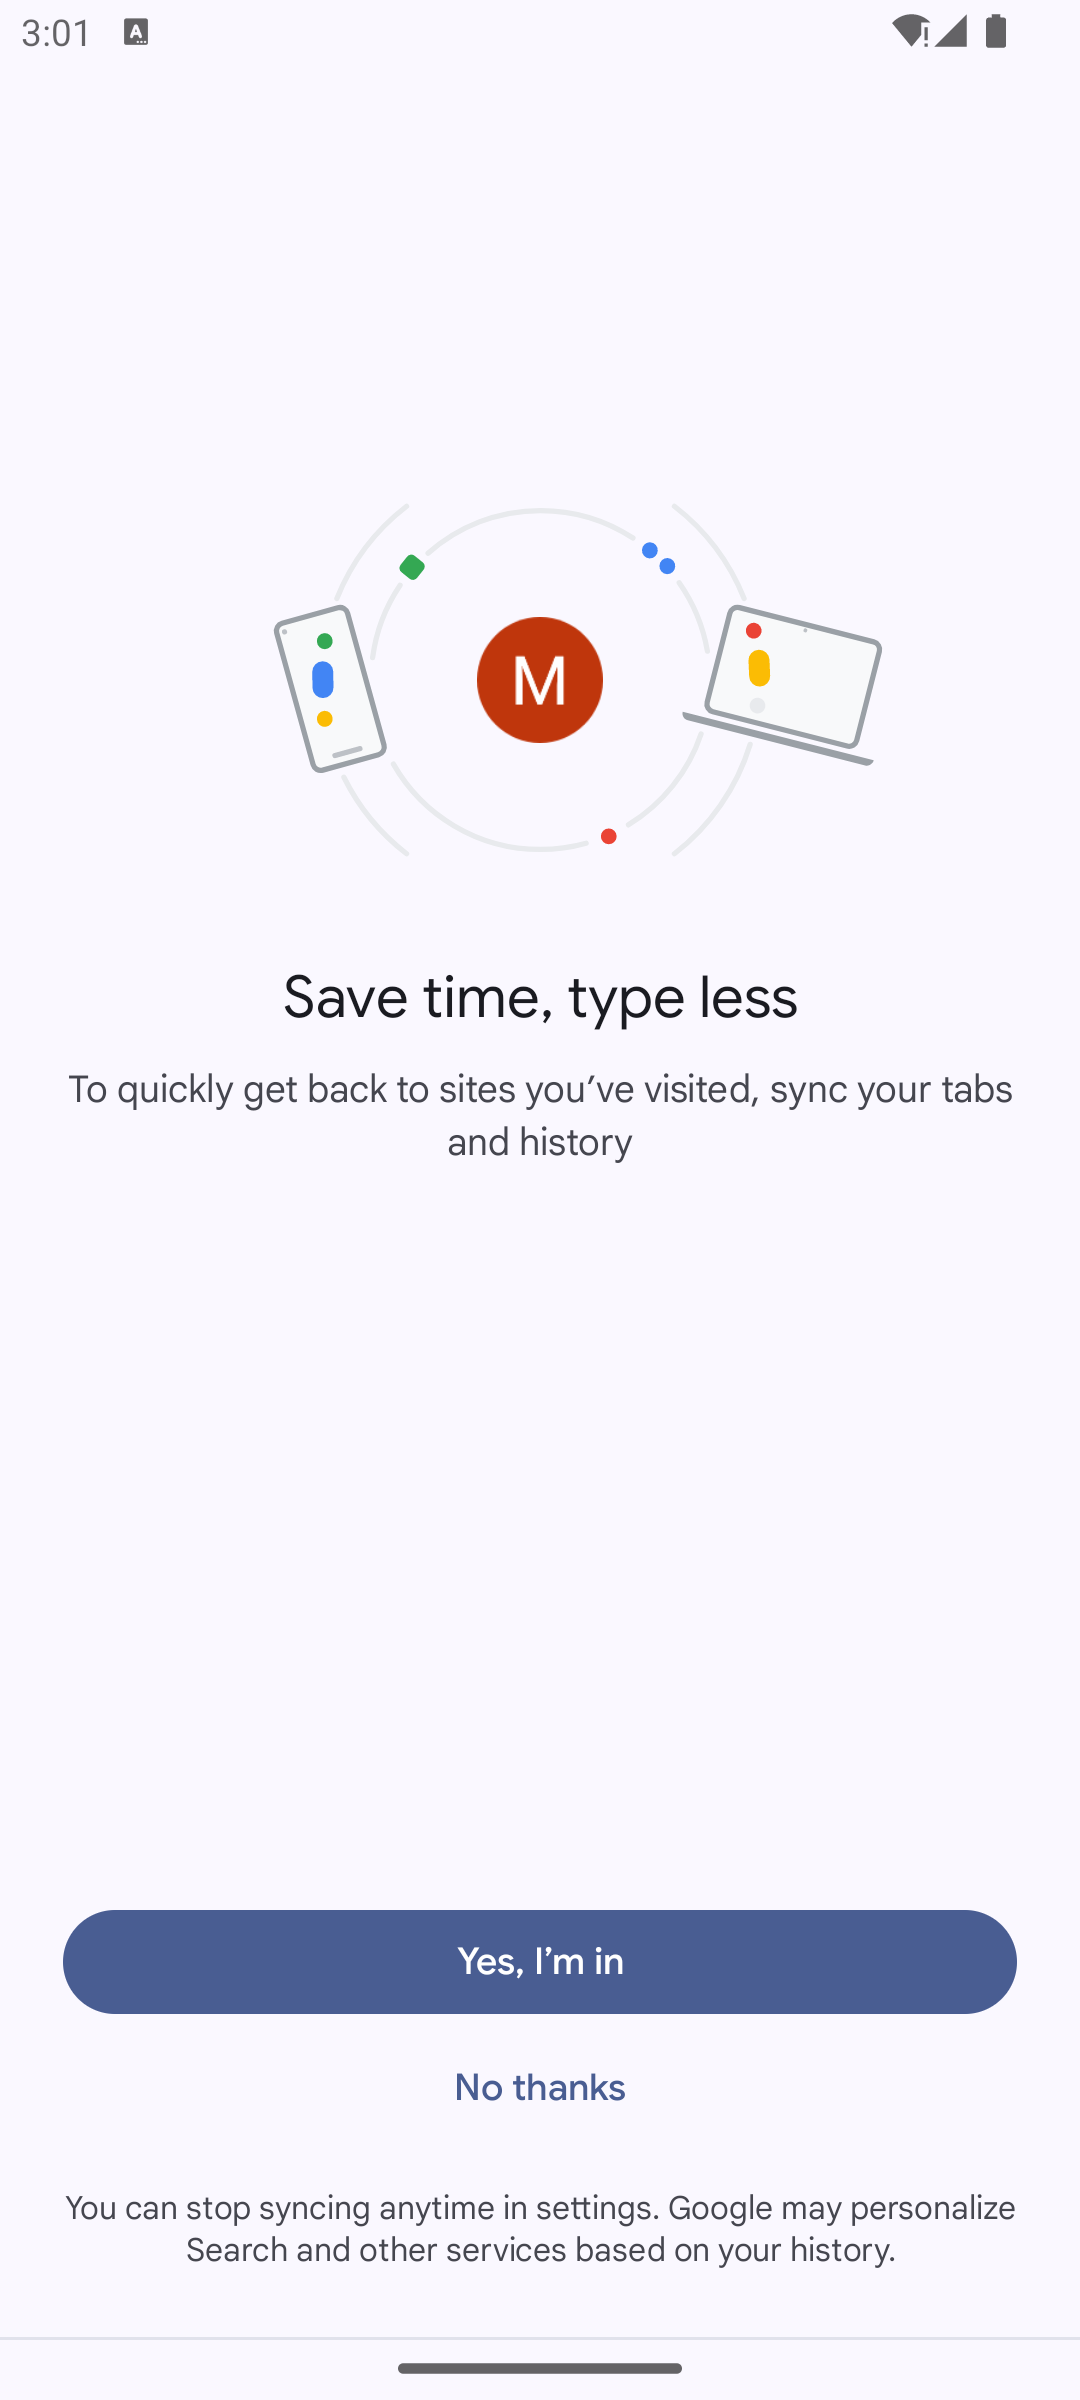 3:01
A
M
Save time, type less
To quickly get back to sites you’ve visited, sync your tabs
and history
Yes, I’m in
No thanks
You can stop syncing anytime in settings. Google may personalize
Search and other services based on your history.